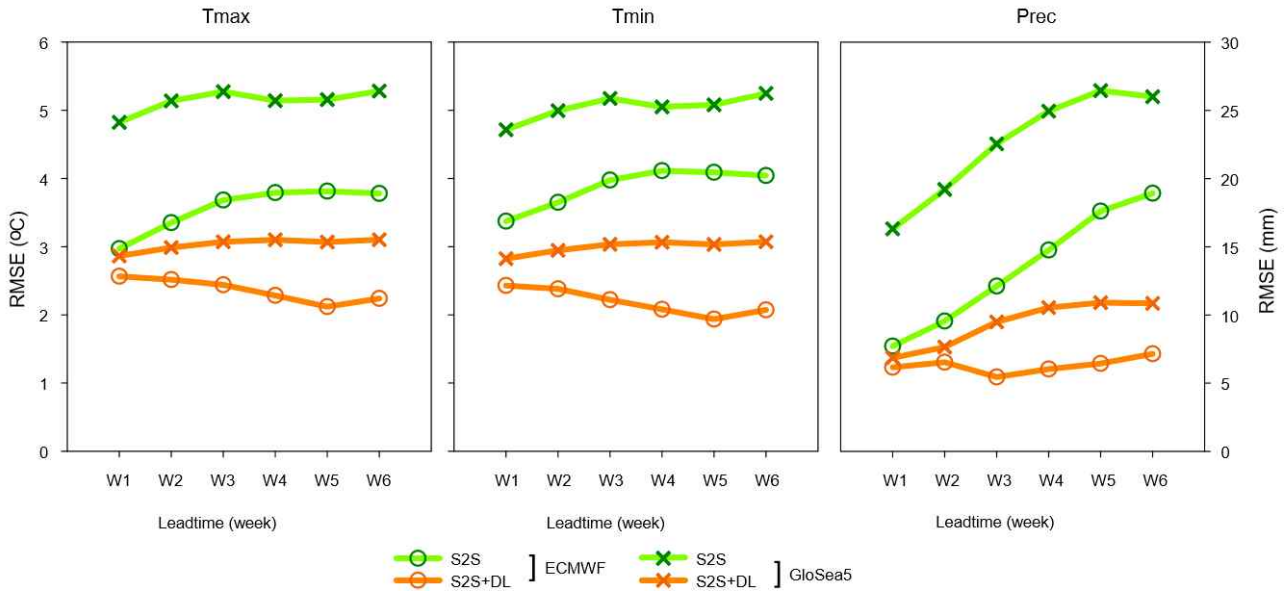 Tmax Tmin Prec
6 30
5 25
4 20
3 15
2 10
1 5
0 0
RMSE (oC)
RMSE (mm)
W1 W2 W3 W4 W5 W6 W1 W2 W3 W4 W5 W6 W1 W2 W3 W4 W5 W6
Leadtime (week) Leadtime (week) Leadtime (week)
S2S ] ECMWF S2S ] GloSea5
S2S+DL S2S+DL